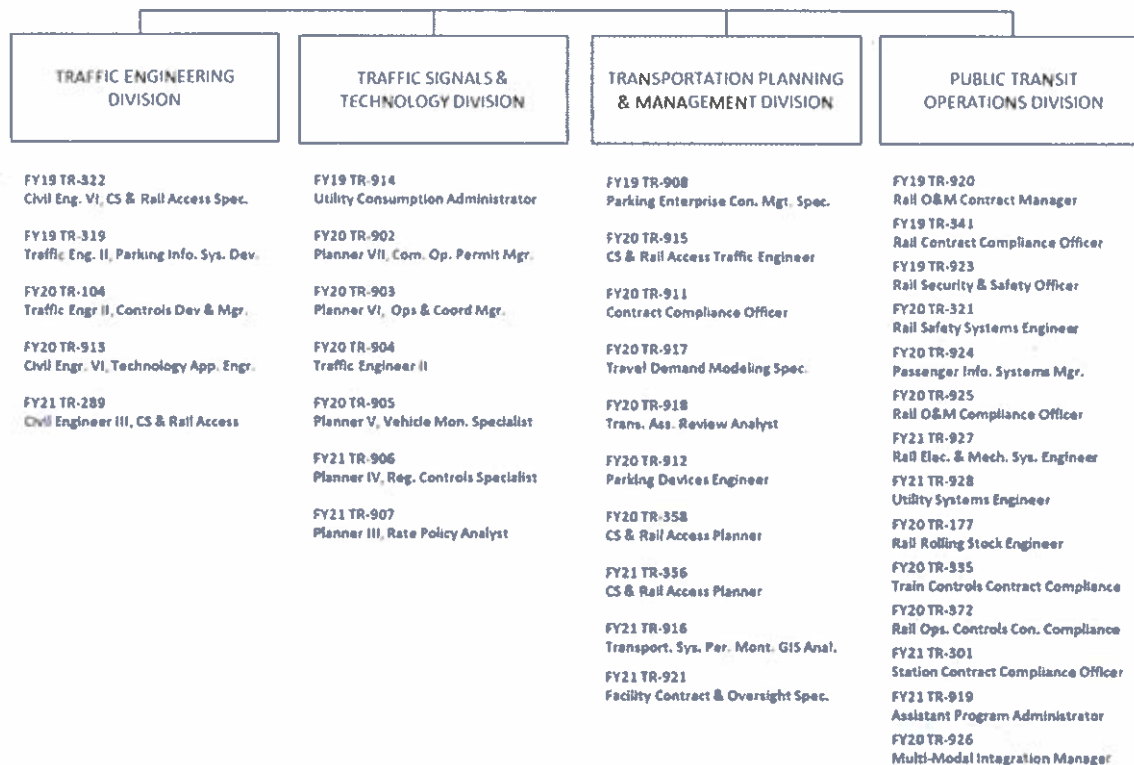 TRAFFIC ENGINEERING
DIVISION
FY19 TR-322
Civil Eng. VI, CS & Rail Access Spec.
FY19 TR-319
Traffic Eng. II, Parking Info. Sys. Dev.
FY20 TR-104
Traffic Engr II, Controls Dev & Mgr.
FY20 TR-913
Civil Engr. VI, Technology App. Engr.
FY21 TR-289
Civil Engineer III, CS & Rail Access
TRAFFIC SIGNALS &
TECHNOLOGY DIVISION
FY19 TR-914
Utility Consumption Administrator
FY20 TR-902
Planner VII, Com. Op. Permit Mgr.
FY20 TR-903
Planner VI, Ops & Coord Mgr.
FY20 TR-904
Traffic Engineer II
FY20 TR-905
Planner V, Vehicle Mon. Specialist
FY21 TR-906
Planner IV, Reg. Controls Specialist
FY21 TR-907
Planner III, Rate Policy Analyst
TRANSPORTATION PLANNING
& MANAGEMENT DIVISION
FY19 TR-908
Parking Enterprise Con. Mgt. Spec.
FY20 TR-915
CS & Rail Access Traffic Engineer
FY20 TR-911
Contract Compliance Officer
FY20 TR-917
Travel Demand Modeling Spec.
FY20 TR-918
Trans. Ass. Review Analyst
FY20 TR-912
Parking Devices Engineer
FY20 TR-358
CS & Rail Access Planner
FY21 TR-356
CS & Rail Access Planner
FY21 TR-916
Transport. Sys. Per. Mont. GIS Anal.
FY21 TR-921
Facility Contract & Oversight Spec.
PUBLIC TRANSIT
OPERATIONS DIVISION
FY19 TR-920
Rail O&M Contract Manager
FY19 TR-341
Rail Contract Compliance Officer
FY19 TR-923
Rail Security & Safety Officer
FY20 TR-321
Rail Safety Systems Engineer
FY20 TR-924
Passenger Info. Systems Mgr.
FY20 TR-925
Rail O&M Compliance Officer
FY21 TR-927
Rail Elec. & Mech. Sys. Engineer
FY21 TR-928
Utility Systems Engineer
FY20 TR-177
Rail Rolling Stock Engineer
FY20 TR-335
Train Controls Contract Compliance
FY20 TR-372
Rail Ops. Controls Con. Compliance
FY21 TR-301
Station Contract Compliance Officer
FY21 TR-919
Assistant Program Administrator
FY20 TR-926
Multi-Modal Integration Manager